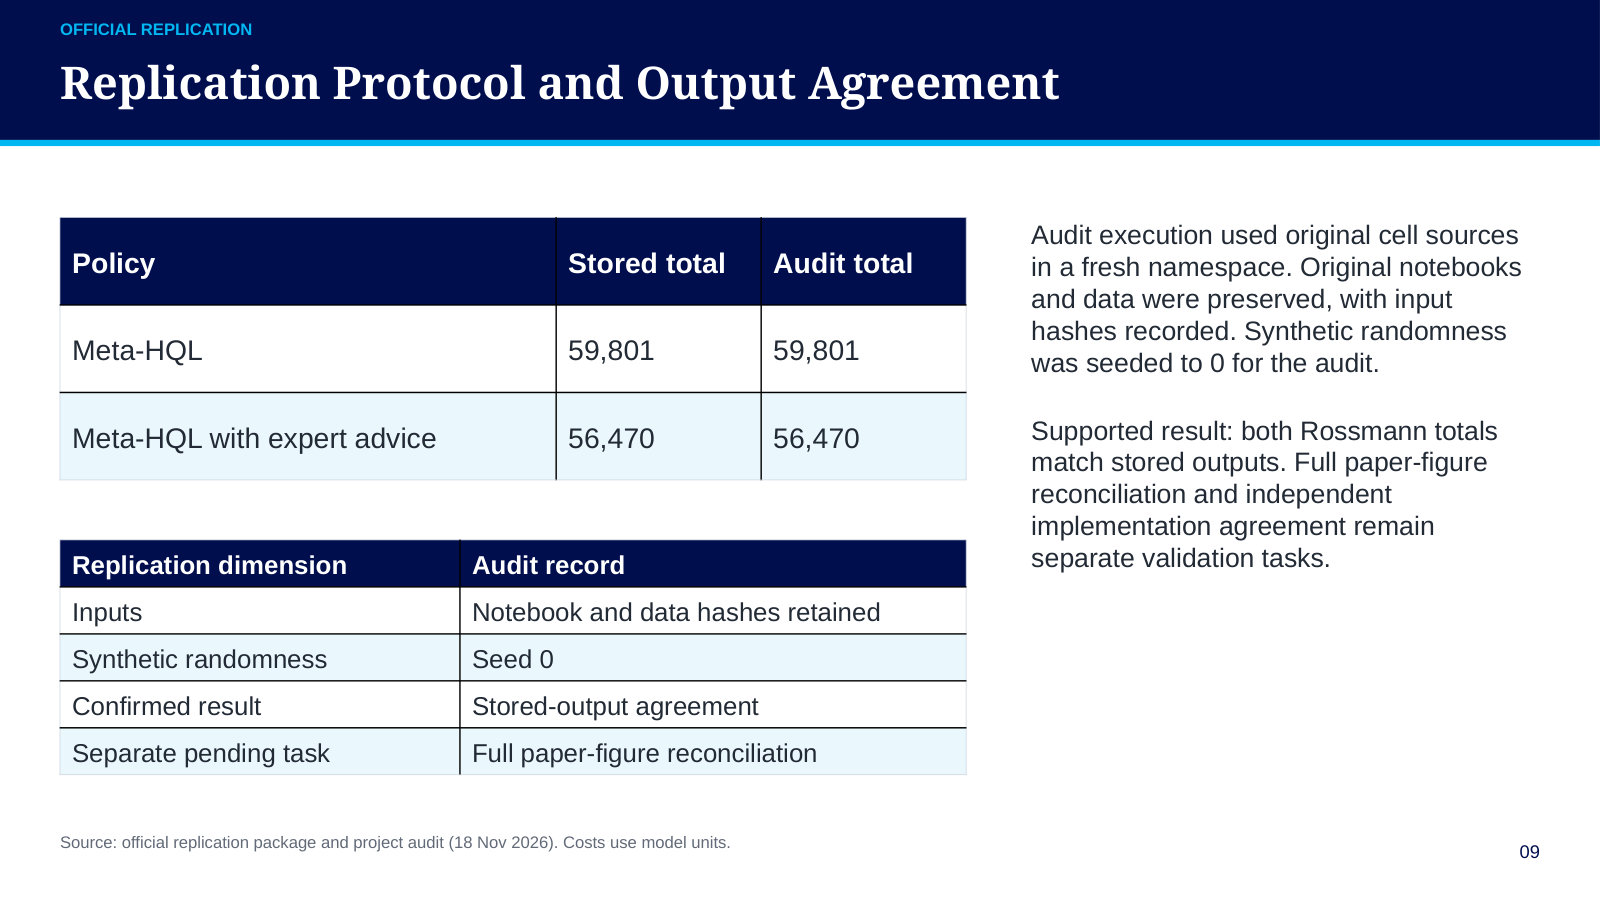 OFFICIAL REPLICATION
Replication Protocol and Output Agreement
Policy Stored total Audit total
Meta-HQL 59,801 59,801
Meta-HQL with expert advice 56,470 56,470
Replication dimension Audit record
Inputs Notebook and data hashes retained
Synthetic randomness Seed 0
Confirmed result Stored-output agreement
Separate pending task Full paper-figure reconciliation
Audit execution used original cell sources
in a fresh namespace. Original notebooks
and data were preserved, with input
hashes recorded. Synthetic randomness
was seeded to 0 for the audit.
Supported result: both Rossmann totals
match stored outputs. Full paper-figure
reconciliation and independent
implementation agreement remain
separate validation tasks.
Source: official replication package and project audit (18 Nov 2026). Costs use model units.
09